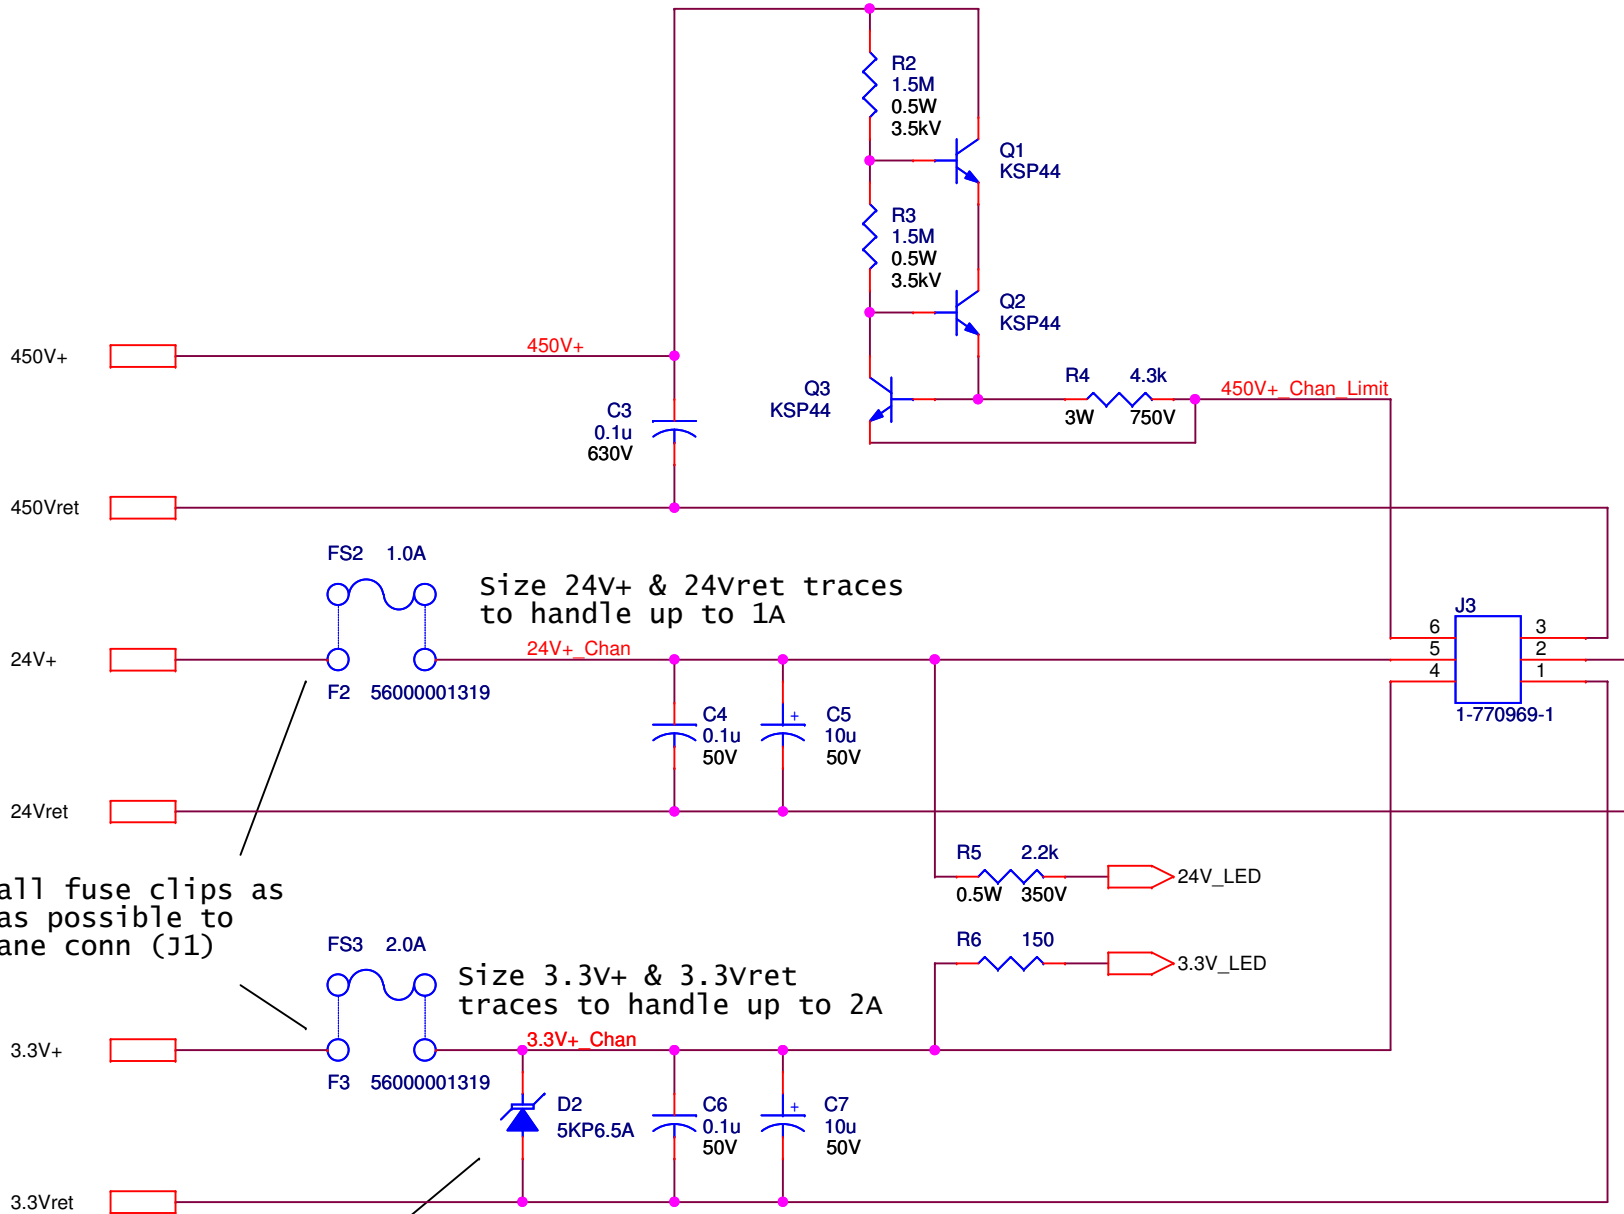 R2
1.5M
0.5W
3.5kV
Q1
KSP44
R3
1.5M
0.5W
3.5kV
Q2
KSP44
450V+
450V+
Q3
KSP44
R4 4.3k
3W 750V
450V+_Chan_Limit
C3
0.1u
630V
450Vret
FS2 1.0A
Size 24V+ & 24Vret traces
to handle up to 1A
24V+
24V+_Chan
F2 56000001319
J3
6 3
5 2
4 1
1-770969-1
C4
0.1u
50V
+
C5
10u
50V
24Vret
R5 2.2k
0.5W 350V
24V_LED
all fuse clips as
as possible to
ane conn (J1)
R6 150
3.3V_LED
FS3 2.0A
Size 3.3V+ & 3.3Vret
traces to handle up to 2A
3.3V+
3.3V+_Chan
F3 56000001319
D2
5KP6.5A
C6
0.1u
50V
+
C7
10u
50V
3.3Vret